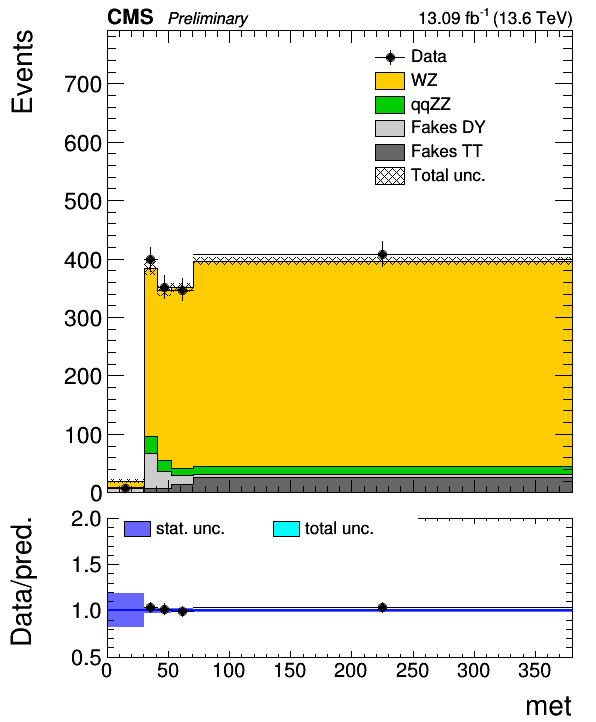 CMS Preliminary 13.09 fb⁻¹ (13.6 TeV)
Events
700
600
500
400
300
200
100
0
Data
WZ
qqZZ
Fakes DY
Fakes TT
Total unc.
Data/pred.
2.0
1.5
1.0
0.5
stat. unc. total unc.
0 50 100 150 200 250 300 350
met